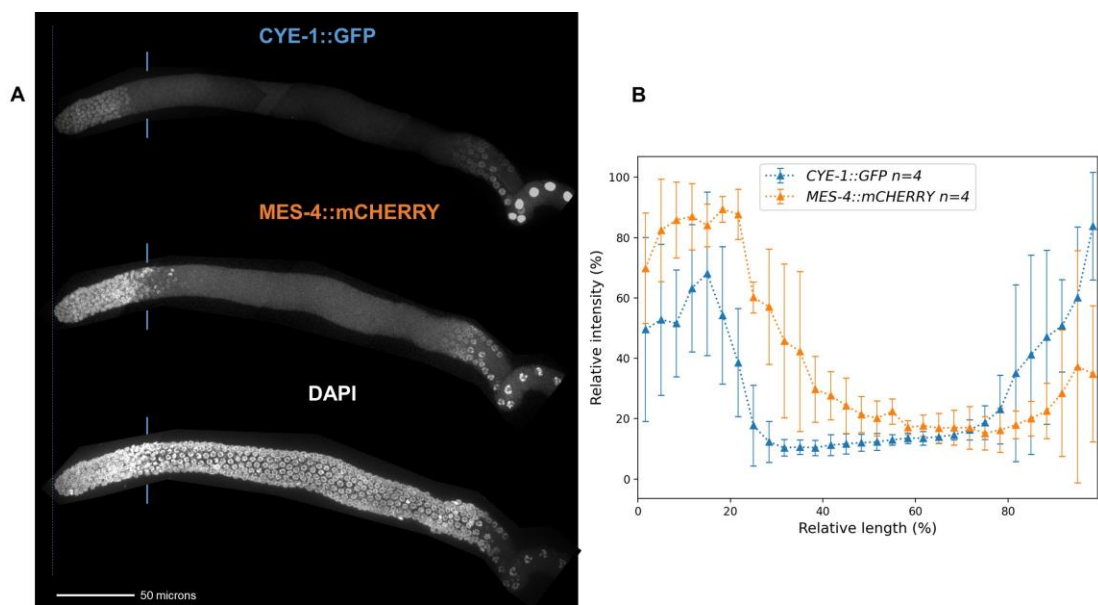 A
CYE-1::GFP
MES-4::mCHERRY
DAPI
50 microns
B
CYE-1::GFP n=4
MES-4::mCHERRY n=4
Relative intensity (%)
100
80
60
40
20
0
0 20 40 60 80
Relative length (%)